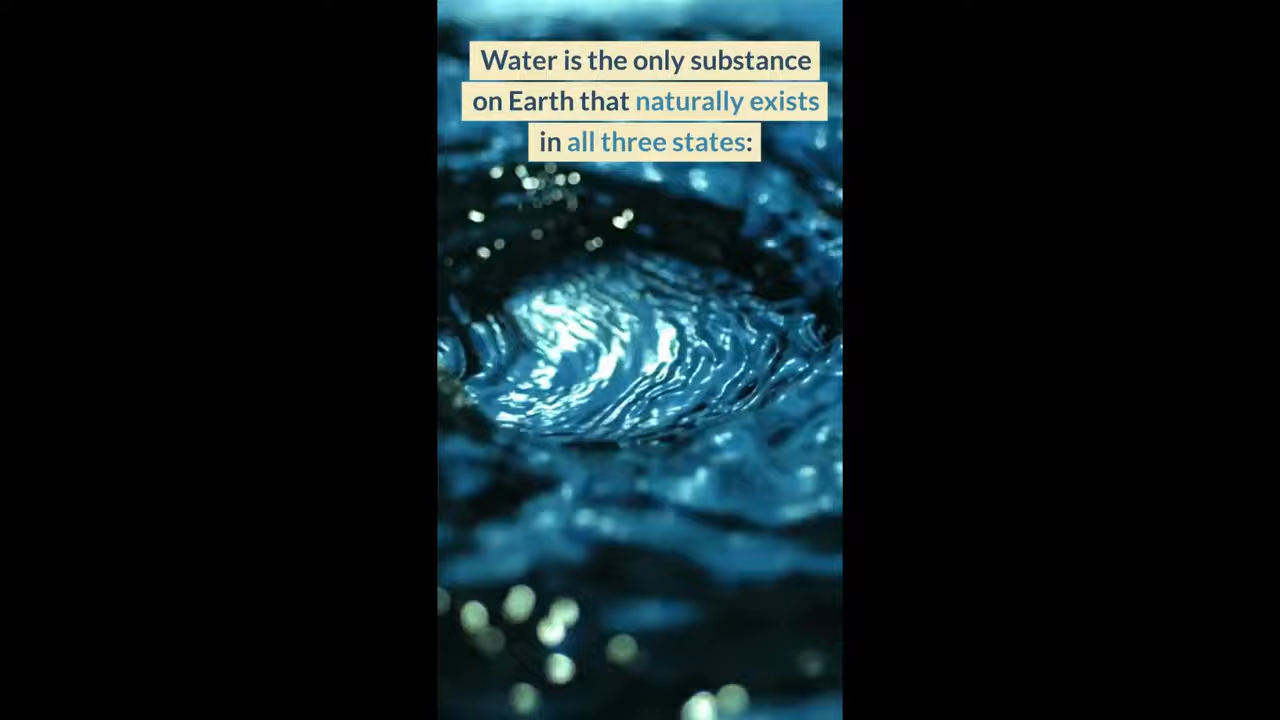 Water is the only substance
on Earth that naturally exists
in all three states: